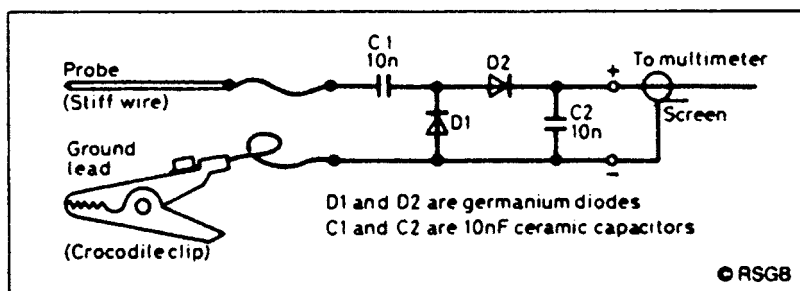 C1
10n
D2
To multimeter
Probe
(Stiff wire)
+
D1
C2
10n
Screen
Ground
lead
-
D1 and D2 are germanium diodes
C1 and C2 are 10nF ceramic capacitors
(Crocodile clip)
© RSGB